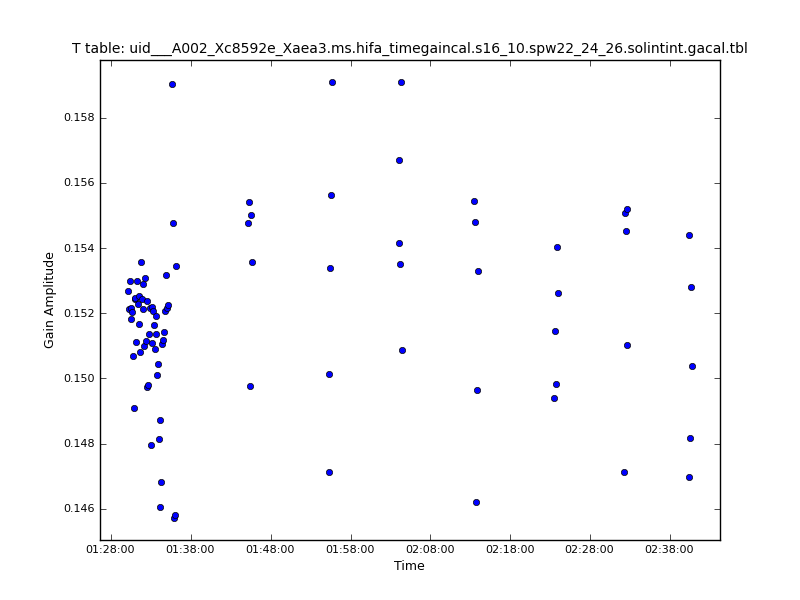 T table: uid___A002_Xc8592e_Xaea3.ms.hifa_timegaincal.s16_10.spw22_24_26.solintint.gacal.tbl
0.158
0.156
0.154
0.152
0.150
0.148
0.146
Gain Amplitude
01:28:00 01:38:00 01:48:00 01:58:00 02:08:00 02:18:00 02:28:00 02:38:00
Time